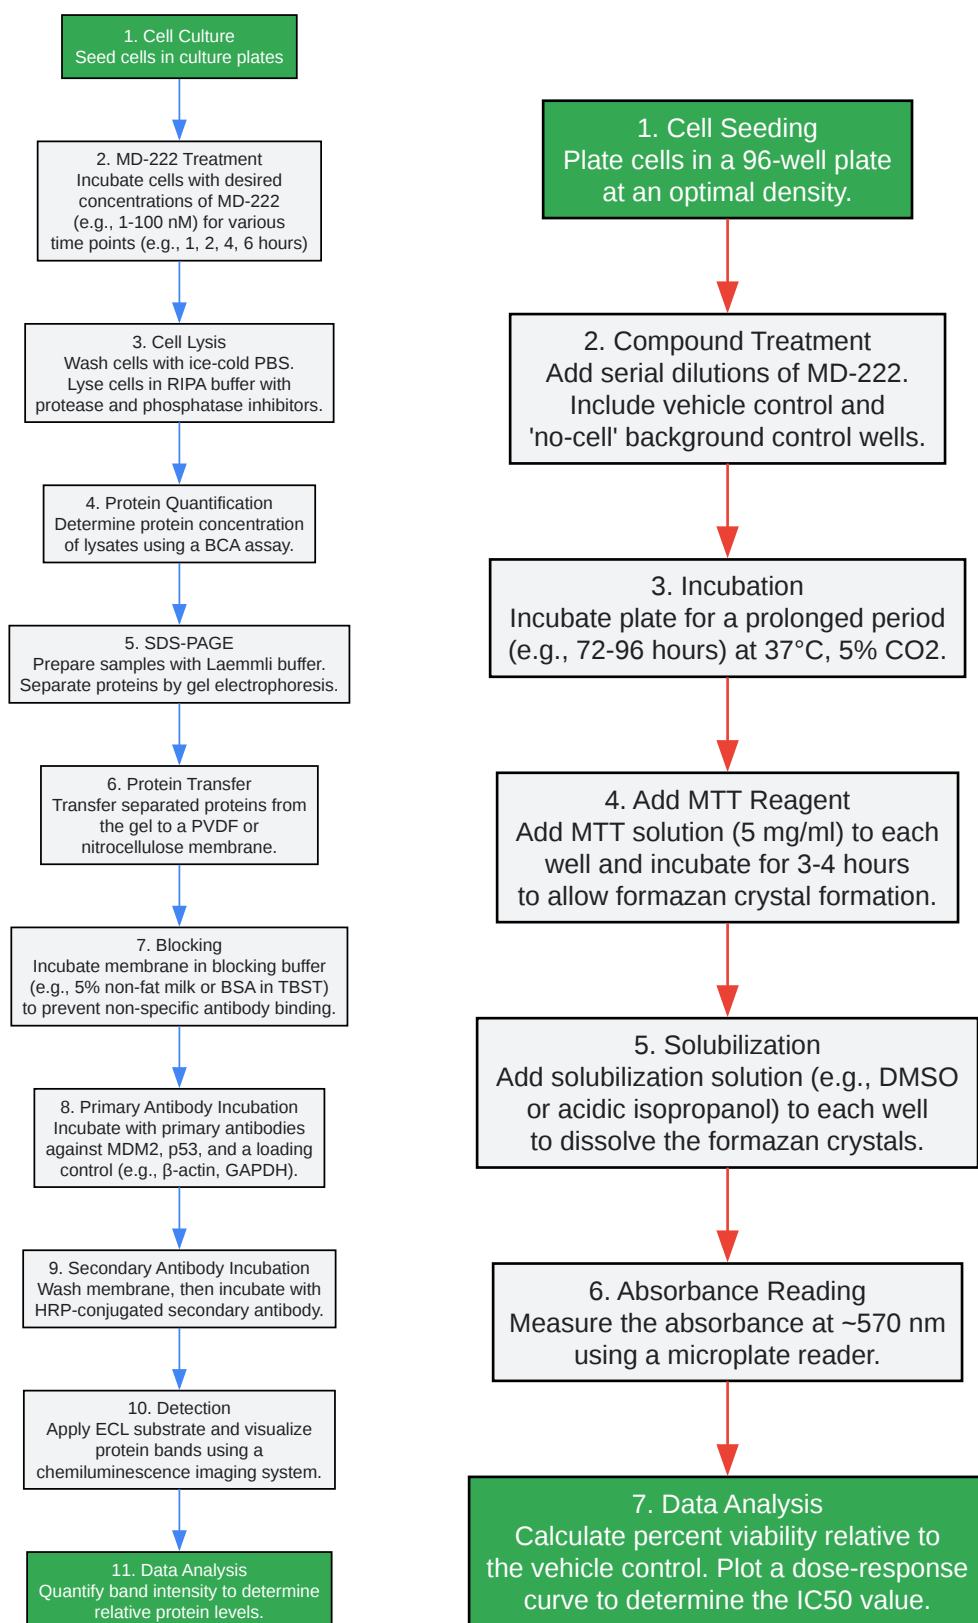 1. Cell Culture
Seed cells in culture plates
2. MD-222 Treatment
Incubate cells with desired
concentrations of MD-222
(e.g., 1-100 nM) for various
time points (e.g., 1, 2, 4, 6 hours)
3. Cell Lysis
Wash cells with ice-cold PBS.
Lyse cells in RIPA buffer with
protease and phosphatase inhibitors.
4. Protein Quantification
Determine protein concentration
of lysates using a BCA assay.
5. SDS-PAGE
Prepare samples with Laemmli buffer.
Separate proteins by gel electrophoresis.
6. Protein Transfer
Transfer separated proteins from
the gel to a PVDF or
nitrocellulose membrane.
7. Blocking
Incubate membrane in blocking buffer
(e.g., 5% non-fat milk or BSA in TBST)
to prevent non-specific antibody binding.
8. Primary Antibody Incubation
Incubate with primary antibodies
against MDM2, p53, and a loading
control (e.g., β-actin, GAPDH).
9. Secondary Antibody Incubation
Wash membrane, then incubate with
HRP-conjugated secondary antibody.
10. Detection
Apply ECL substrate and visualize
protein bands using a
chemiluminescence imaging system.
11. Data Analysis
Quantify band intensity to determine
relative protein levels.
1. Cell Seeding
Plate cells in a 96-well plate
at an optimal density.
2. Compound Treatment
Add serial dilutions of MD-222.
Include vehicle control and
'no-cell' background control wells.
3. Incubation
Incubate plate for a prolonged period
(e.g., 72-96 hours) at 37°C, 5% CO2.
4. Add MTT Reagent
Add MTT solution (5 mg/ml) to each
well and incubate for 3-4 hours
to allow formazan crystal formation.
5. Solubilization
Add solubilization solution (e.g., DMSO
or acidic isopropanol) to each well
to dissolve the formazan crystals.
6. Absorbance Reading
Measure the absorbance at ~570 nm
using a microplate reader.
7. Data Analysis
Calculate percent viability relative to
the vehicle control. Plot a dose-response
curve to determine the IC50 value.